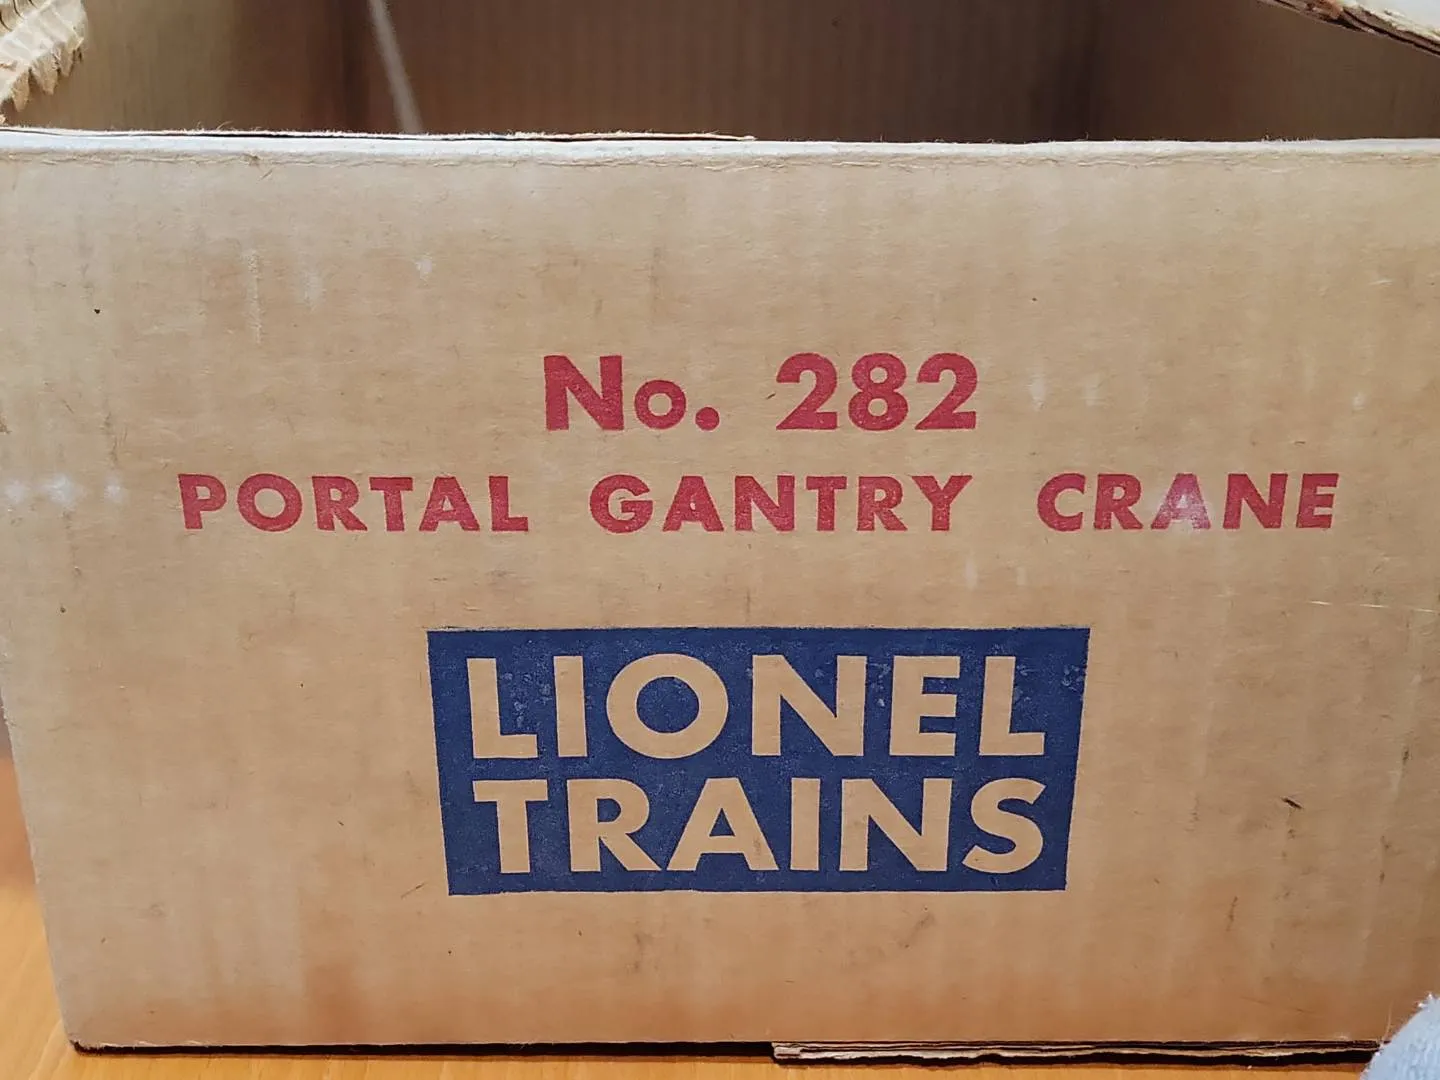 No. 282
PORTAL GANTRY CRANE
LIONEL
TRAINS